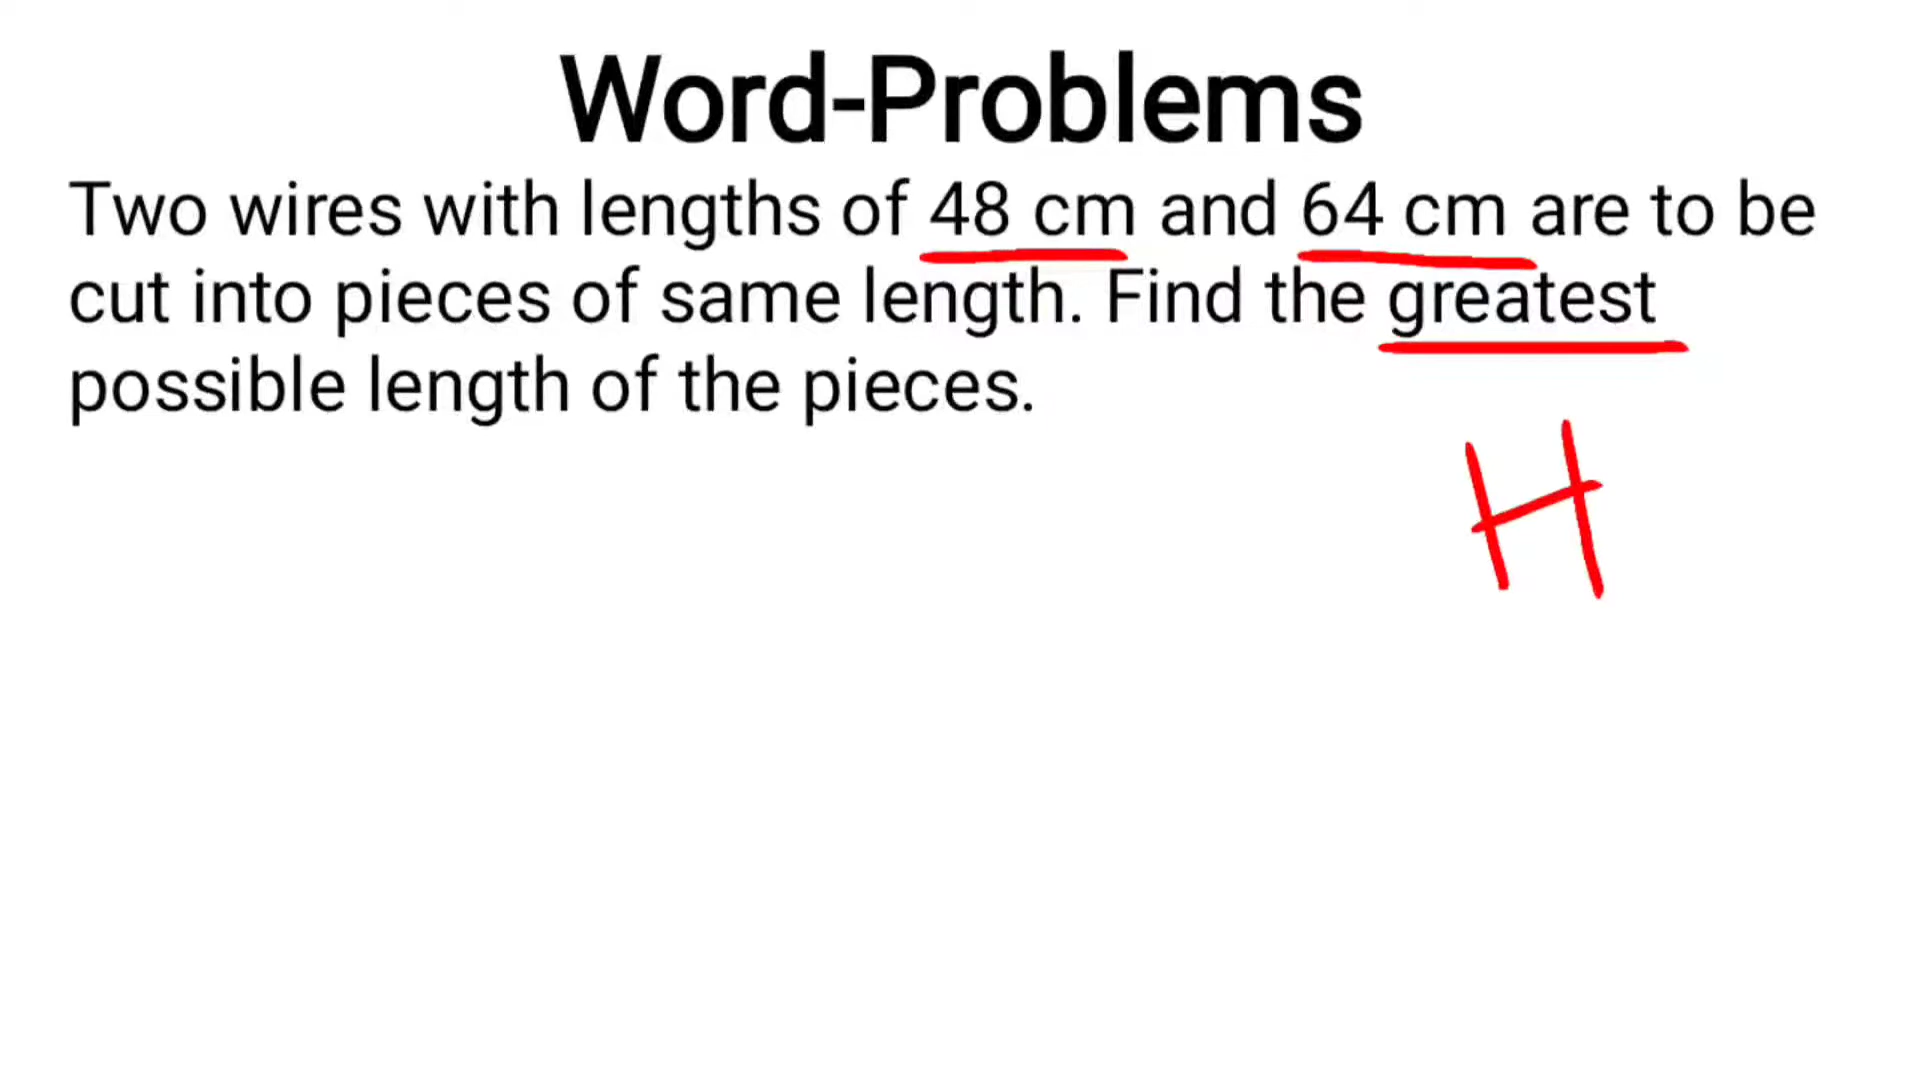 Word-Problems
Two wires with lengths of 48 cm and 64 cm are to be
cut into pieces of same length. Find the greatest
possible length of the pieces.
H